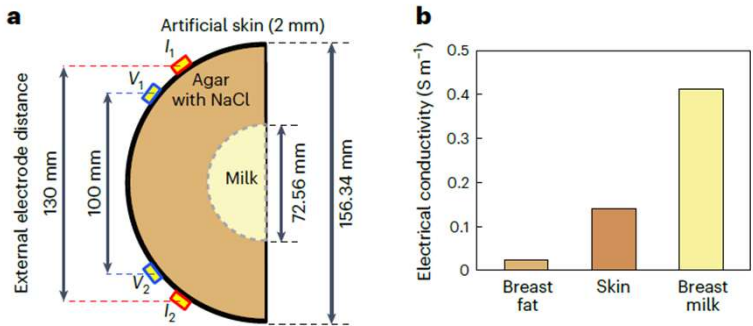 a
Artificial skin (2 mm)
I1
V1
Agar
with NaCl
Milk
V2
I2
External electrode distance
130 mm
100 mm
72.56 mm
156.34 mm
b
Electrical conductivity (S m⁻¹)
0.5
0.4
0.3
0.2
0.1
0
Breast
fat
Skin
Breast
milk